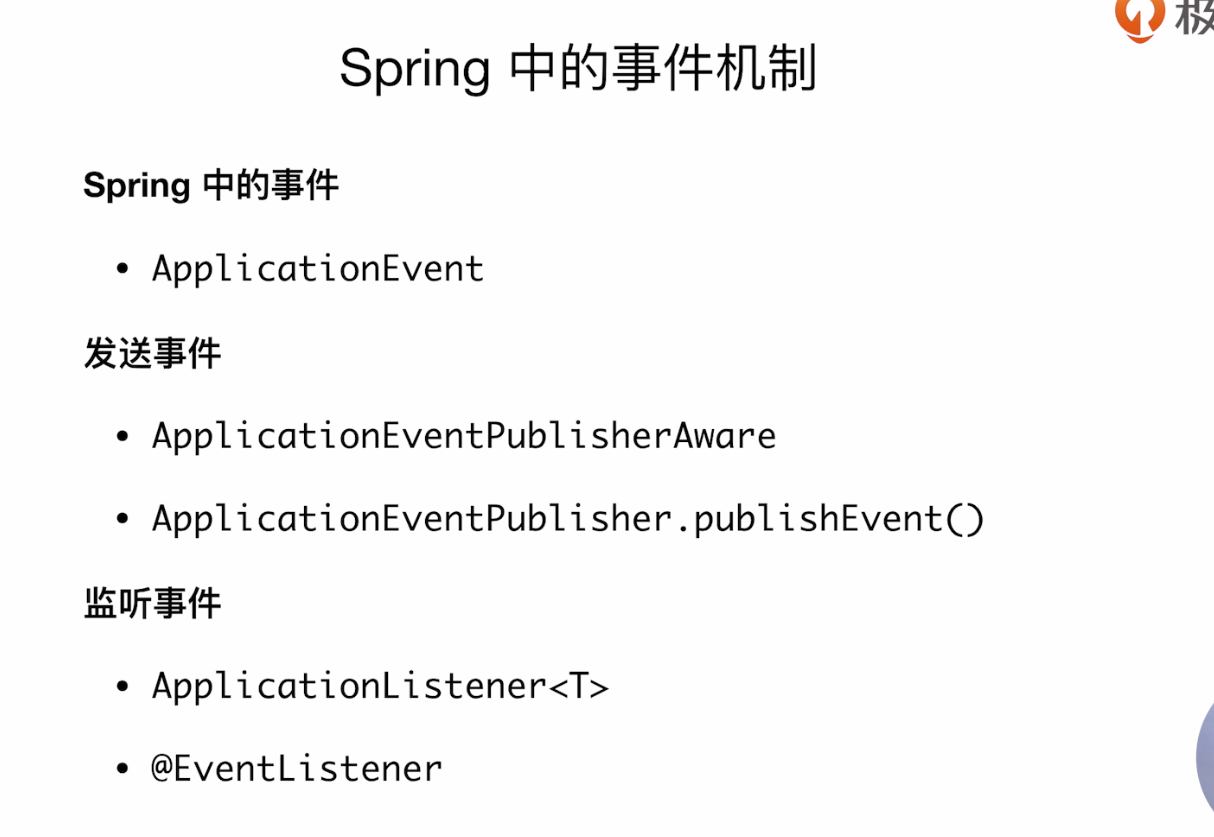 极
Spring 中的事件机制
Spring 中的事件
• ApplicationEvent
发送事件
• ApplicationEventPublisherAware
• ApplicationEventPublisher.publishEvent()
监听事件
• ApplicationListener<T>
• @EventListener